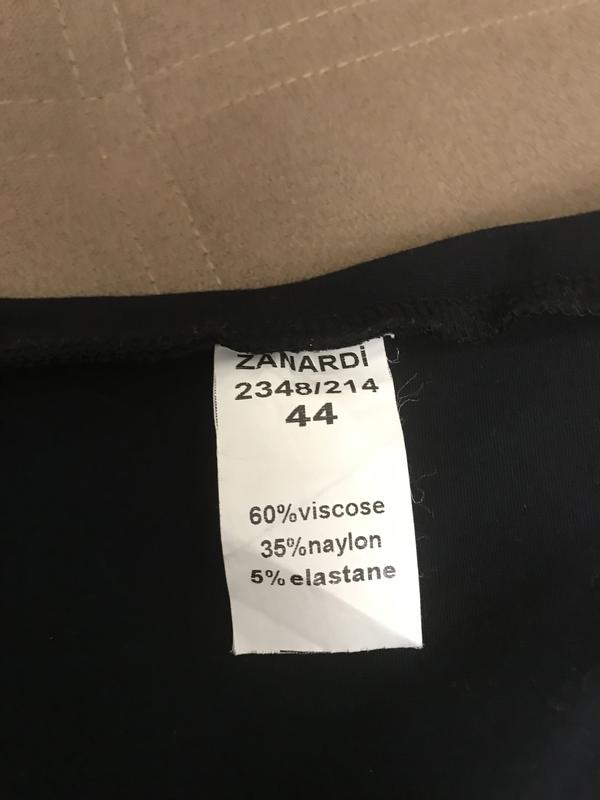 ZANARDİ
2348/214
44
60%viscose
35%naylon
5%elastane